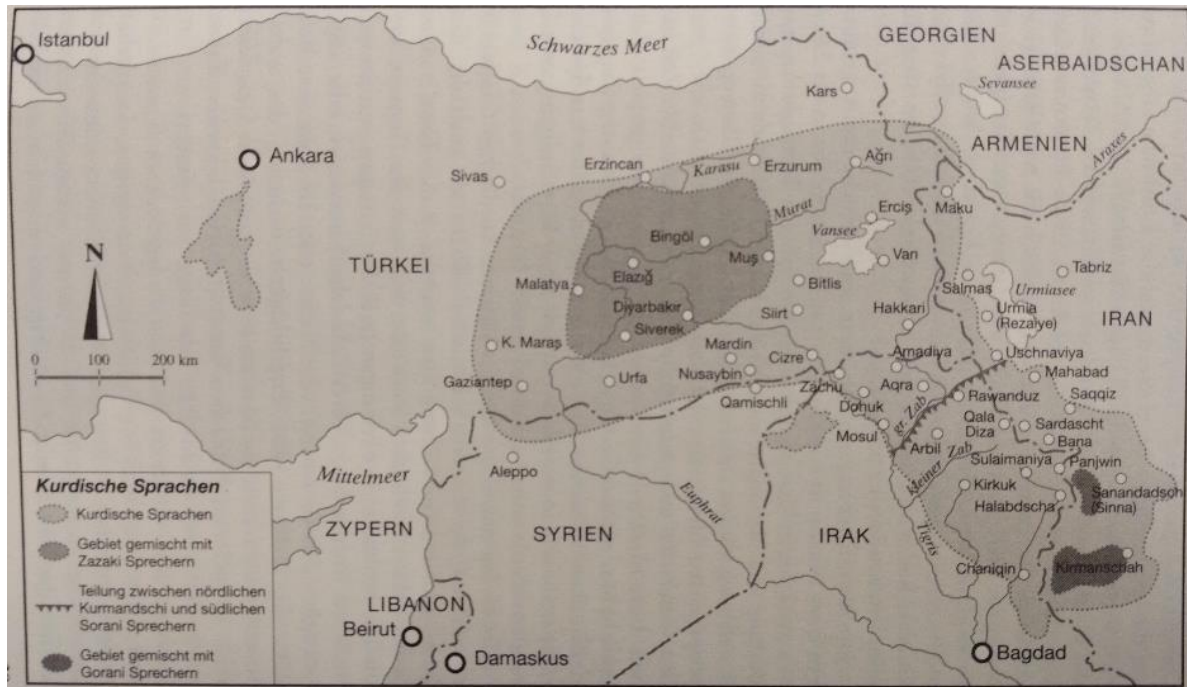 Istanbul
Schwarzes Meer
GEORGIEN
ASERBAIDSCHAN
Sevansee
Kars
ARMENIEN
Araxes
Ankara
Sivas
Erzincan
Karasu
Erzurum
Ağrı
Maku
Murat
Erciş
Vansee
Van
Bingöl
Muş
Elazığ
N
TÜRKEI
Malatya
Bitlis
Tabriz
Salmas
Urmiasee
Diyarbakır
Siirt
Hakkari
Urmia
(Rezaiye)
IRAN
Siverek
0 100 200 km
K. Maraş
Mardin
Cizre
Amadiya
Uschnaviya
Gaziantep
Urfa
Nusaybin
Zachu
Aqra
Mahabad
Qamischli
Dohuk
gr. Zab
Rawanduz
Saqqiz
Mosul
Qala
Diza
Sardascht
Arbil
Bana
Aleppo
kleiner Zab
Sulaimaniya
Panjwin
Mittelmeer
Euphrat
Kirkuk
Halabdscha
Sanandadsch
(Sinna)
ZYPERN
SYRIEN
IRAK
Tigris
Chaniqin
Kirmanschah
LIBANON
Beirut
Damaskus
Bagdad
Kurdische Sprachen
Kurdische Sprachen
Gebiet gemischt mit
Zazaki Sprechern
Teilung zwischen nördlichen
Kurmandschi und südlichen
Sorani Sprechern
Gebiet gemischt mit
Gorani Sprechern